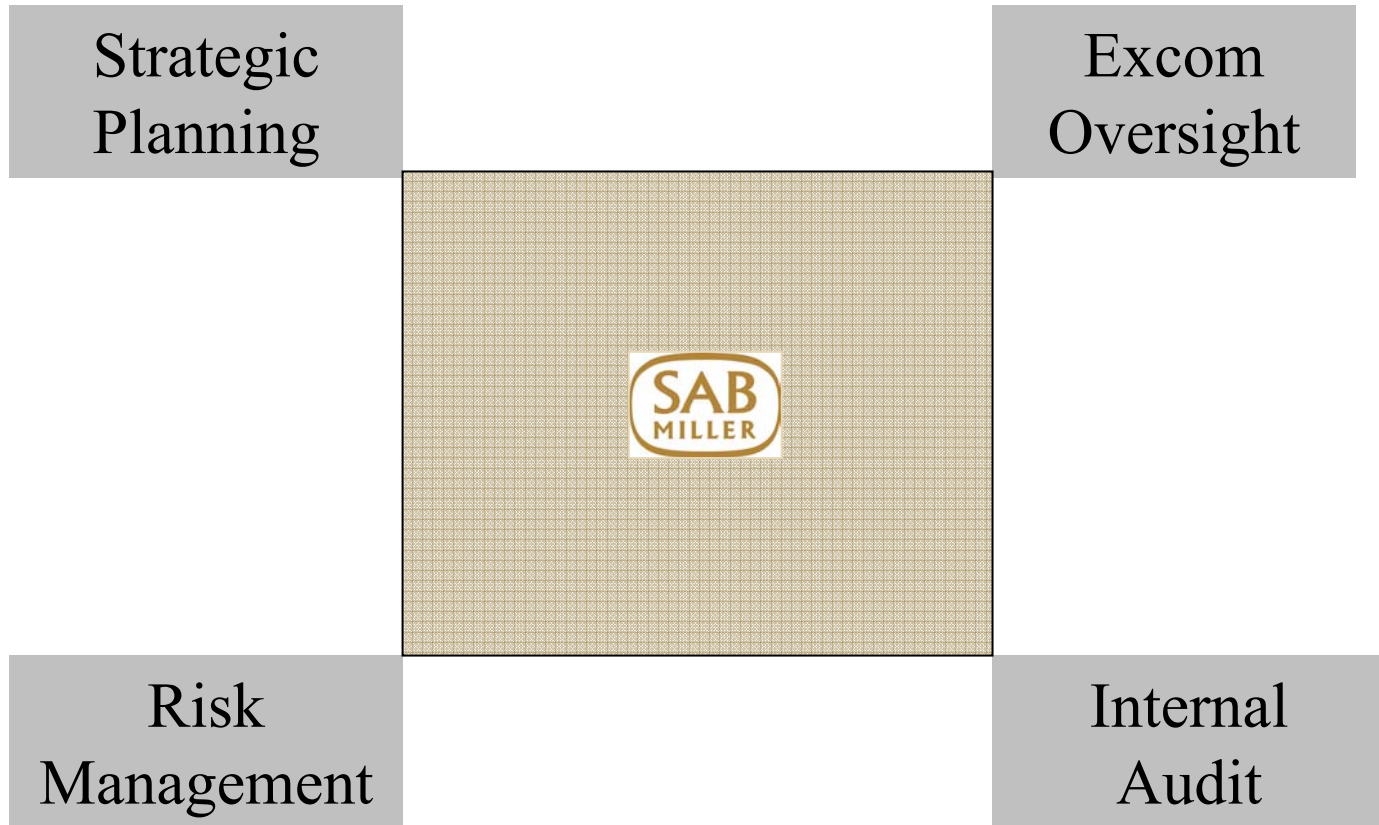 Strategic
Planning
Excom
Oversight
SAB
MILLER
Risk
Management
Internal
Audit